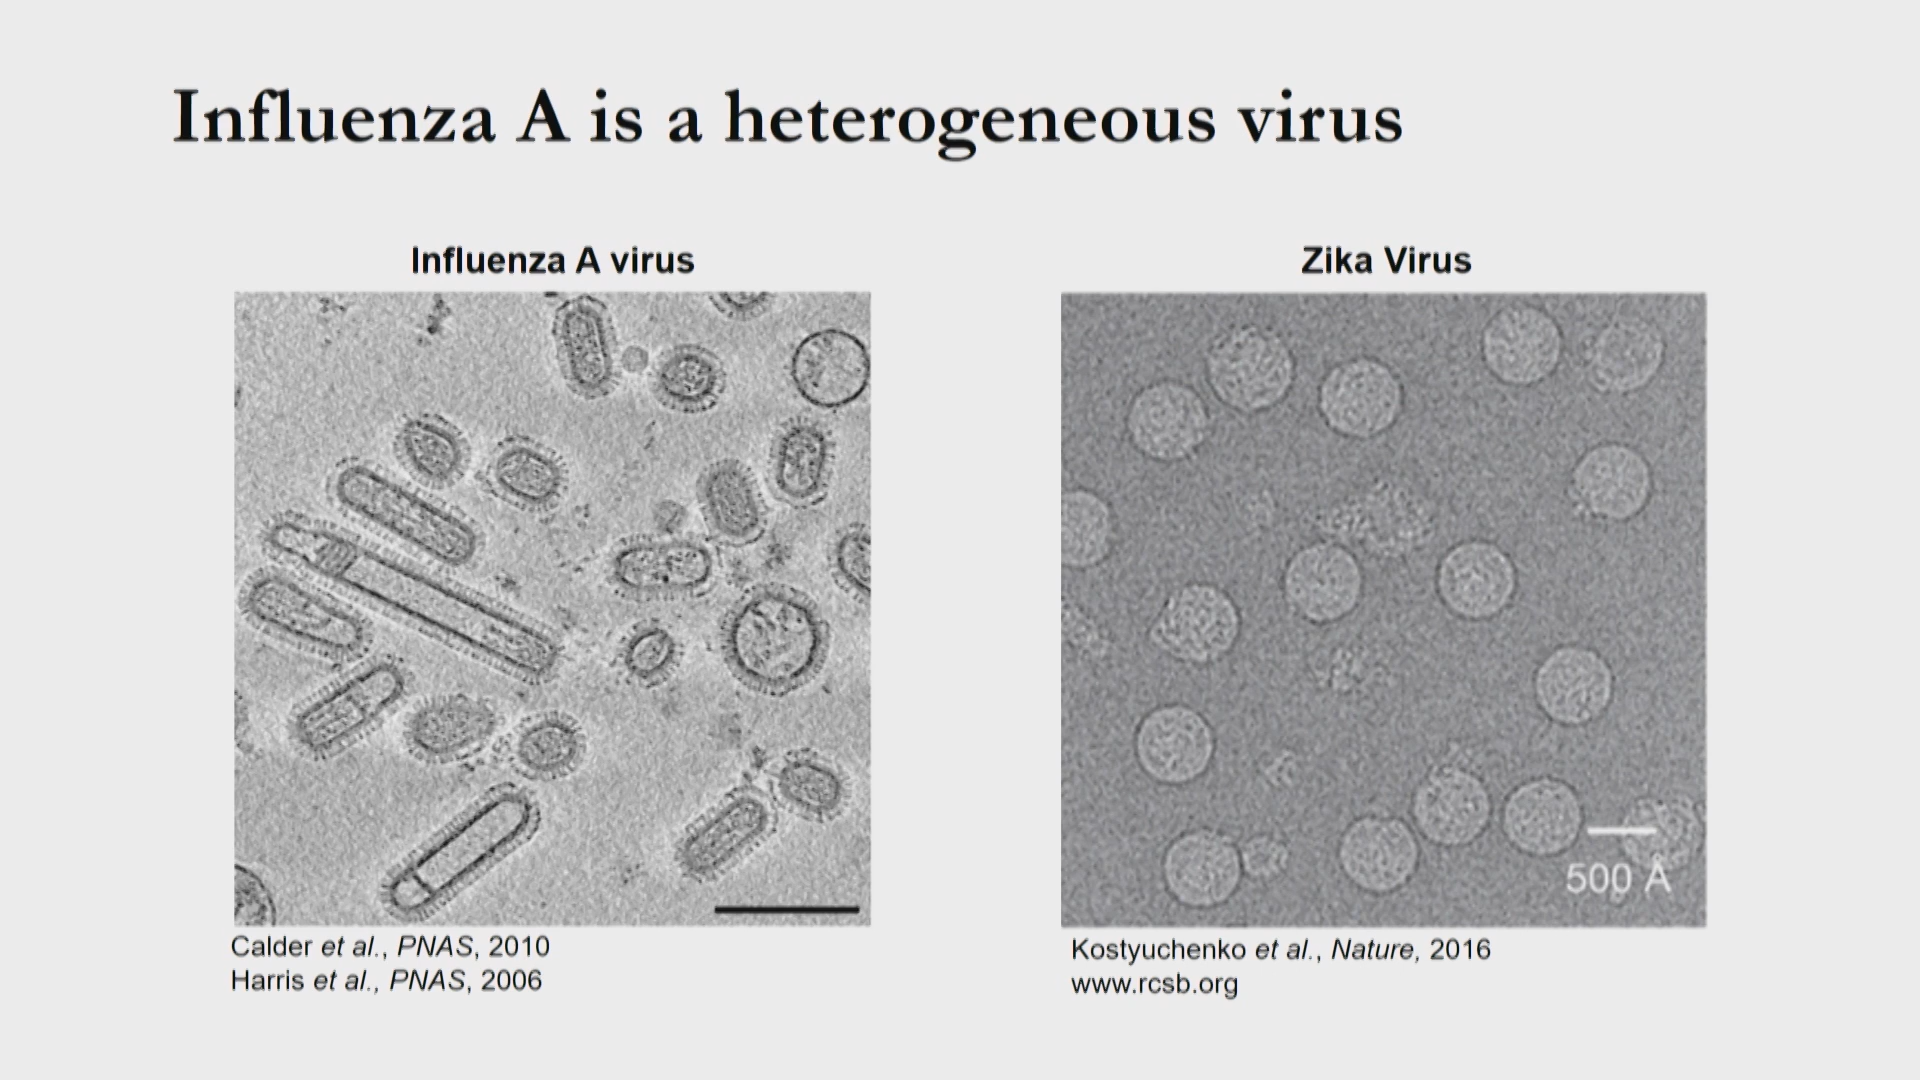 Influenza A is a heterogeneous virus
Influenza A virus
Zika Virus
500 Å
Calder et al., PNAS, 2010
Harris et al., PNAS, 2006
Kostyuchenko et al., Nature, 2016
www.rcsb.org